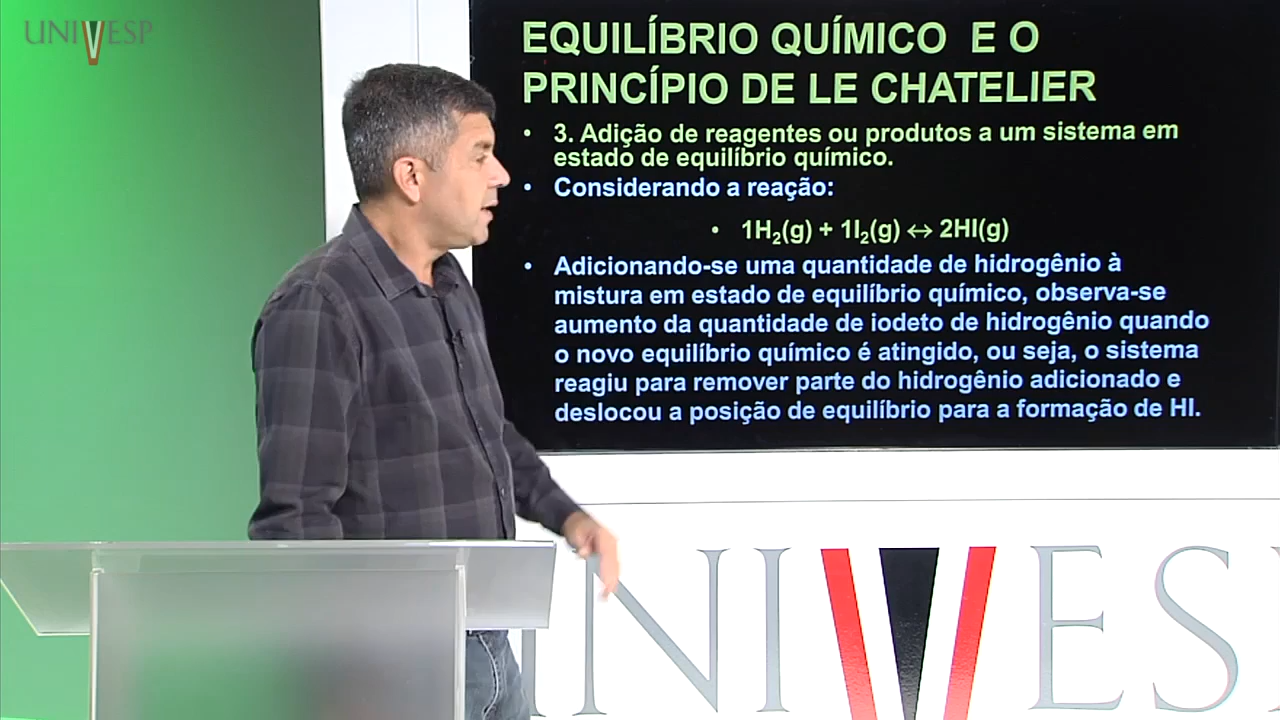 UNIVESP
EQUILÍBRIO QUÍMICO E O
PRINCÍPIO DE LE CHATELIER
• 3. Adição de reagentes ou produtos a um sistema em
estado de equilíbrio químico.
• Considerando a reação:
• 1H₂(g) + 1I₂(g) ↔ 2HI(g)
• Adicionando-se uma quantidade de hidrogênio à
mistura em estado de equilíbrio químico, observa-se
aumento da quantidade de iodeto de hidrogênio quando
o novo equilíbrio químico é atingido, ou seja, o sistema
reagiu para remover parte do hidrogênio adicionado e
deslocou a posição de equilíbrio para a formação de HI.
UNIVESP